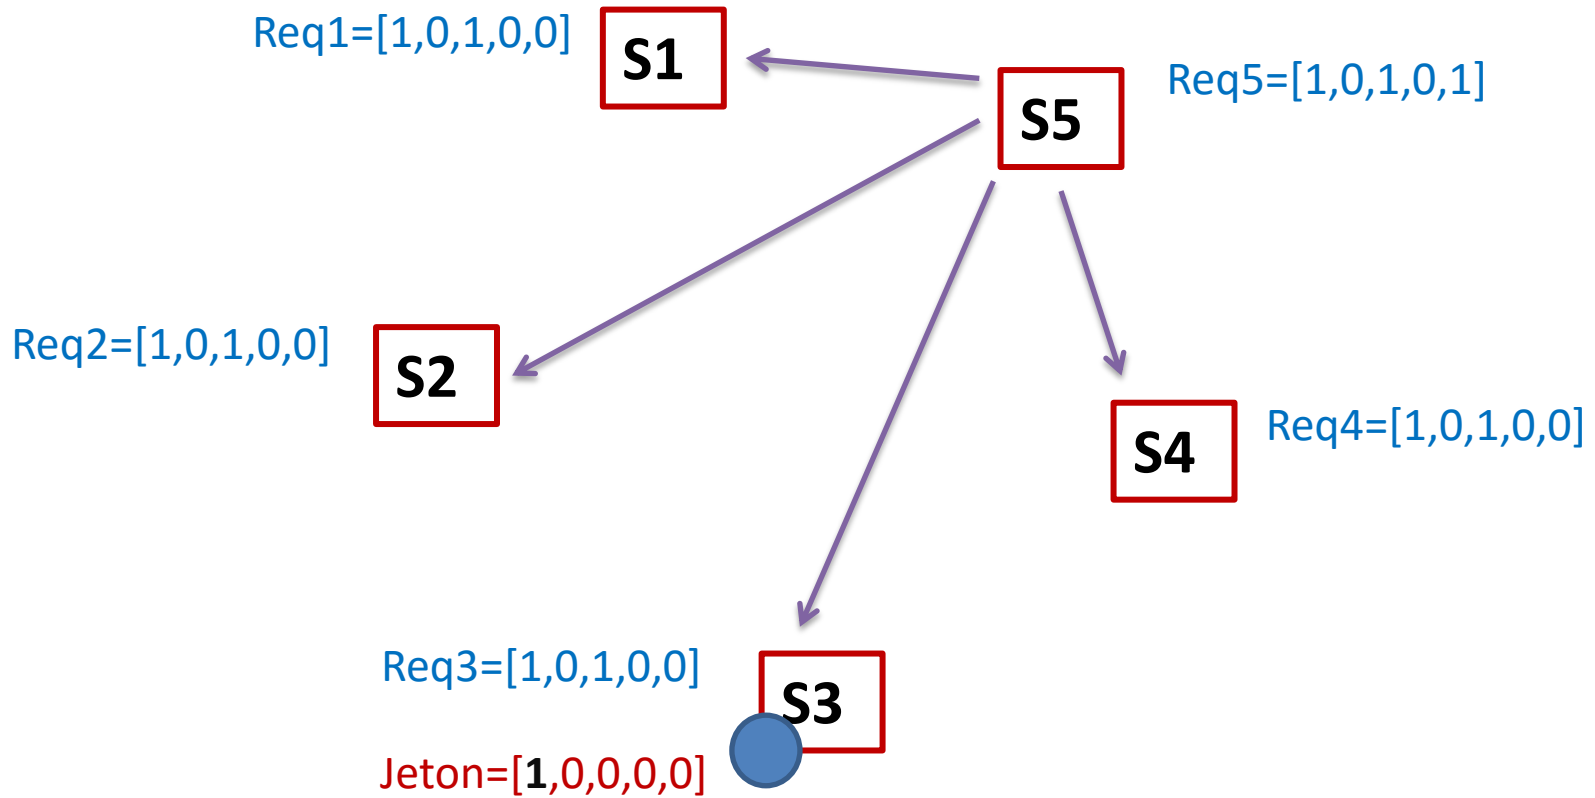 Req1=[1,0,1,0,0]
S1
S5
Req5=[1,0,1,0,1]
Req2=[1,0,1,0,0]
S2
S4
Req4=[1,0,1,0,0]
Req3=[1,0,1,0,0]
S3
Jeton=[1,0,0,0,0]